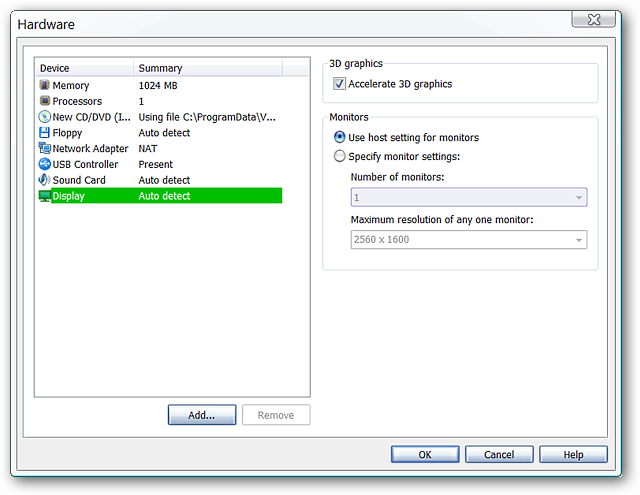 Hardware
Device Summary
Memory 1024 MB
Processors 1
New CD/DVD (I... Using file C:\ProgramData\V...
Floppy Auto detect
Network Adapter NAT
USB Controller Present
Sound Card Auto detect
Display Auto detect
Add... Remove
3D graphics
Accelerate 3D graphics
Monitors
Use host setting for monitors
Specify monitor settings:
Number of monitors:
1
Maximum resolution of any one monitor:
2560 x 1600
OK Cancel Help